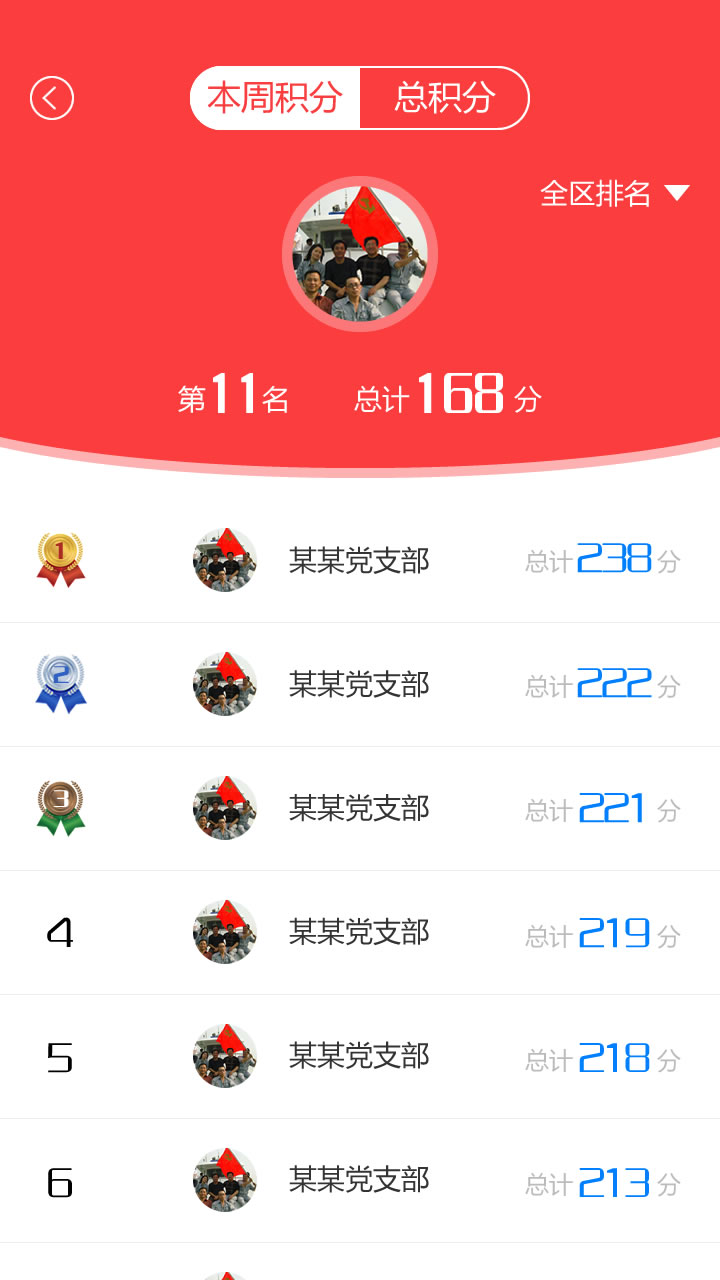 本周积分 总积分
全区排名
第11名 总计168分
1 某某党支部 总计238分
2 某某党支部 总计222分
3 某某党支部 总计221分
4 某某党支部 总计219分
5 某某党支部 总计218分
6 某某党支部 总计213分